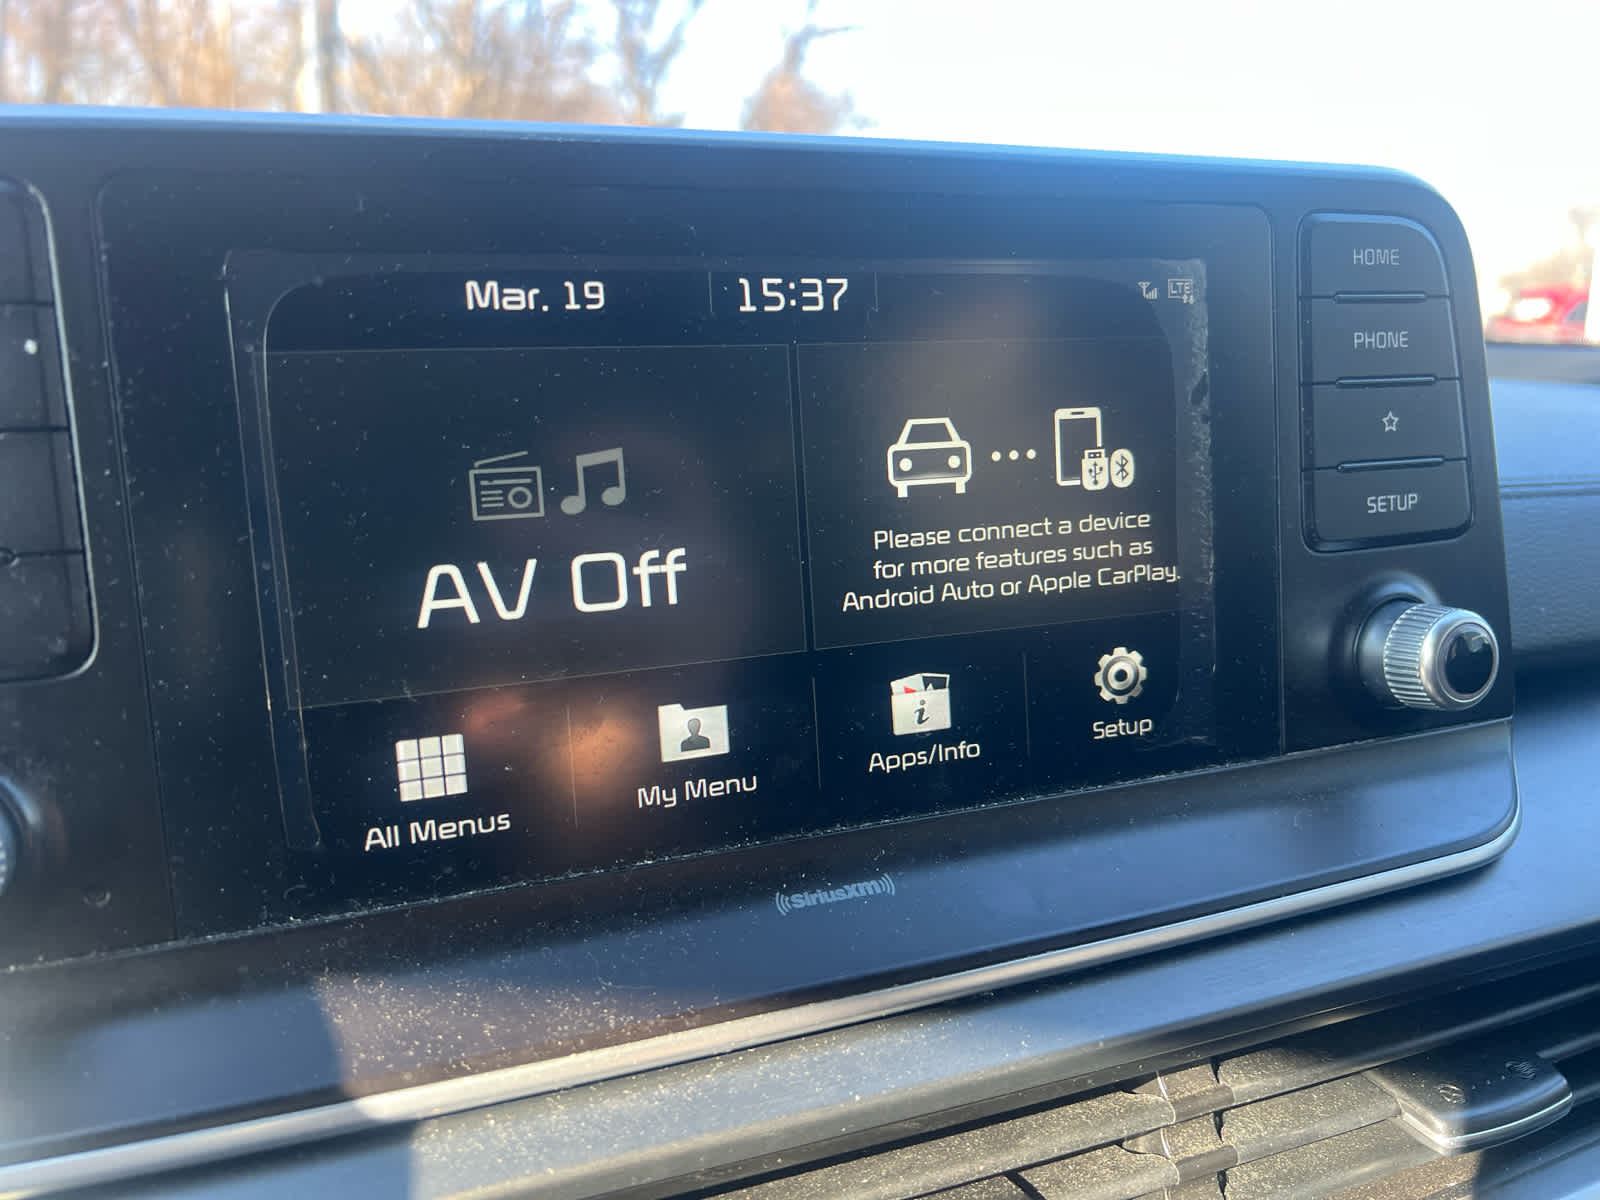 Mar. 19
15:37
LTE
AV Off
Please connect a device
for more features such as
Android Auto or Apple CarPlay.
All Menus
My Menu
i
Apps/Info
Setup
HOME
PHONE
SETUP
SiriusXM